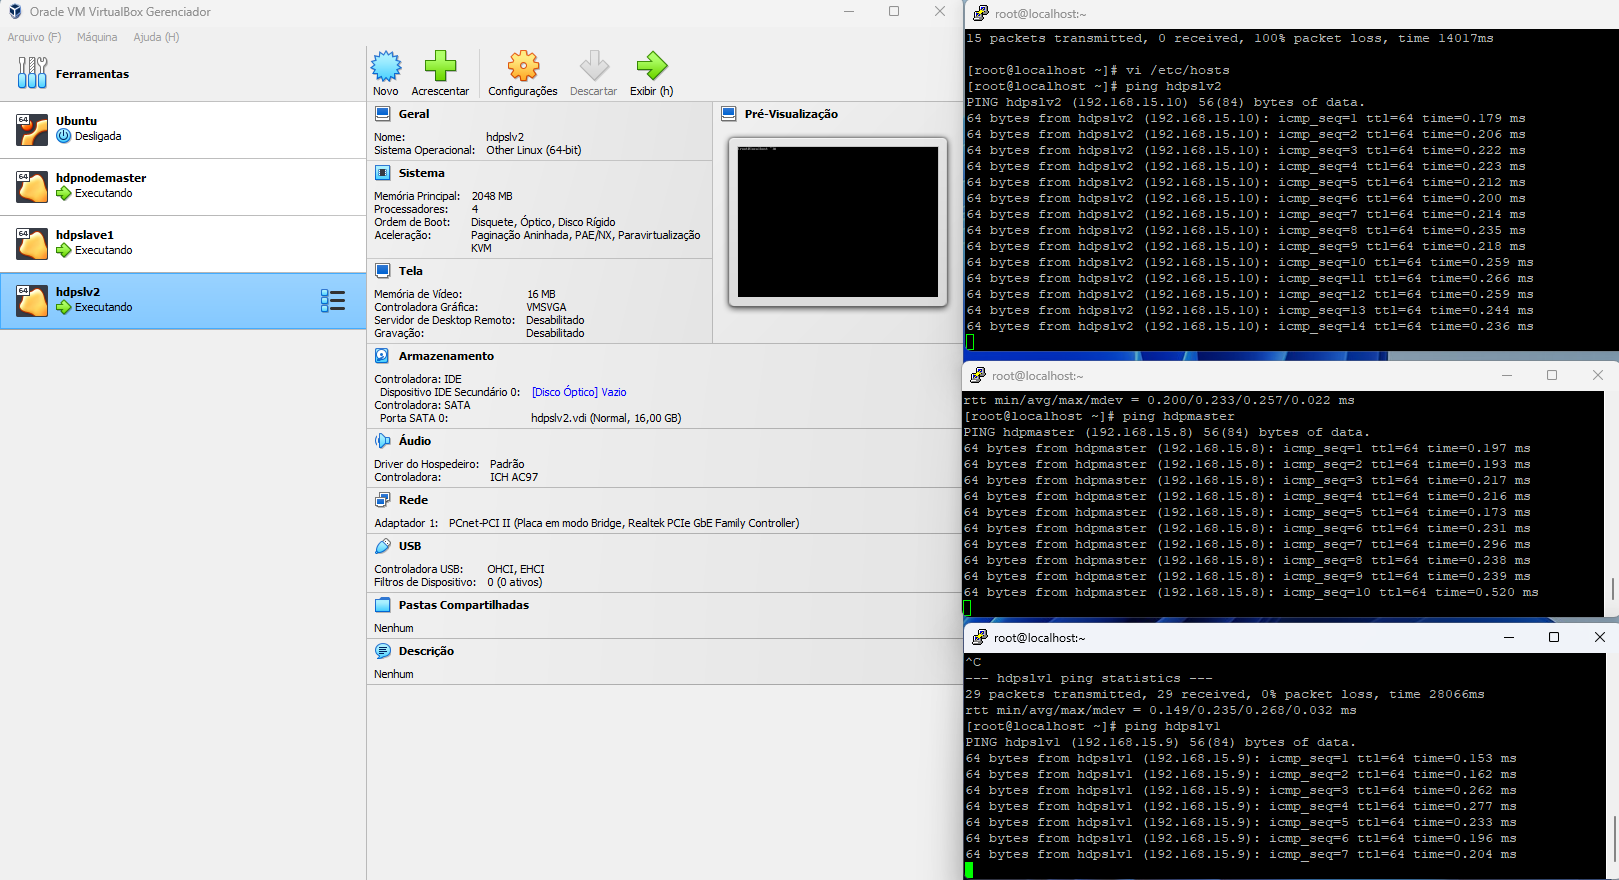 Oracle VM VirtualBox Gerenciador
Arquivo (F) Máquina Ajuda (H)
Ferramentas
64
Ubuntu
Desligada
64
hdpnodemaster
Executando
64
hdpslave1
Executando
64
hdpslv2
Executando
Novo Acrescentar Configurações Descartar Exibir (h)
Geral
Nome: hdpslv2
Sistema Operacional: Other Linux (64-bit)
Sistema
Memória Principal: 2048 MB
Processadores: 4
Ordem de Boot: Disquete, Óptico, Disco Rígido
Aceleração: Paginação Aninhada, PAE/NX, Paravirtualização
KVM
Tela
Memória de Vídeo: 16 MB
Controladora Gráfica: VMSVGA
Servidor de Desktop Remoto: Desabilitado
Gravação: Desabilitado
Pré-Visualização
Armazenamento
Controladora: IDE
Dispositivo IDE Secundário 0: [Disco Óptico] Vazio
Controladora: SATA
Porta SATA 0: hdpslv2.vdi (Normal, 16,00 GB)
Áudio
Driver do Hospedeiro: Padrão
Controladora: ICH AC97
Rede
Adaptador 1: PCnet-PCI II (Placa em modo Bridge, Realtek PCIe GbE Family Controller)
USB
Controladora USB: OHCI, EHCI
Filtros de Dispositivo: 0 (0 ativos)
Pastas Compartilhadas
Nenhum
Descrição
Nenhum
root@localhost:~
15 packets transmitted, 0 received, 100% packet loss, time 14017ms
[root@localhost ~]# vi /etc/hosts
[root@localhost ~]# ping hdpslv2
PING hdpslv2 (192.168.15.10) 56(84) bytes of data.
64 bytes from hdpslv2 (192.168.15.10): icmp_seq=1 ttl=64 time=0.179 ms
64 bytes from hdpslv2 (192.168.15.10): icmp_seq=2 ttl=64 time=0.206 ms
64 bytes from hdpslv2 (192.168.15.10): icmp_seq=3 ttl=64 time=0.222 ms
64 bytes from hdpslv2 (192.168.15.10): icmp_seq=4 ttl=64 time=0.223 ms
64 bytes from hdpslv2 (192.168.15.10): icmp_seq=5 ttl=64 time=0.212 ms
64 bytes from hdpslv2 (192.168.15.10): icmp_seq=6 ttl=64 time=0.200 ms
64 bytes from hdpslv2 (192.168.15.10): icmp_seq=7 ttl=64 time=0.214 ms
64 bytes from hdpslv2 (192.168.15.10): icmp_seq=8 ttl=64 time=0.235 ms
64 bytes from hdpslv2 (192.168.15.10): icmp_seq=9 ttl=64 time=0.218 ms
64 bytes from hdpslv2 (192.168.15.10): icmp_seq=10 ttl=64 time=0.259 ms
64 bytes from hdpslv2 (192.168.15.10): icmp_seq=11 ttl=64 time=0.266 ms
64 bytes from hdpslv2 (192.168.15.10): icmp_seq=12 ttl=64 time=0.259 ms
64 bytes from hdpslv2 (192.168.15.10): icmp_seq=13 ttl=64 time=0.244 ms
64 bytes from hdpslv2 (192.168.15.10): icmp_seq=14 ttl=64 time=0.236 ms
root@localhost:~
rtt min/avg/max/mdev = 0.200/0.233/0.257/0.022 ms
[root@localhost ~]# ping hdpmaster
PING hdpmaster (192.168.15.8) 56(84) bytes of data.
64 bytes from hdpmaster (192.168.15.8): icmp_seq=1 ttl=64 time=0.197 ms
64 bytes from hdpmaster (192.168.15.8): icmp_seq=2 ttl=64 time=0.193 ms
64 bytes from hdpmaster (192.168.15.8): icmp_seq=3 ttl=64 time=0.217 ms
64 bytes from hdpmaster (192.168.15.8): icmp_seq=4 ttl=64 time=0.216 ms
64 bytes from hdpmaster (192.168.15.8): icmp_seq=5 ttl=64 time=0.173 ms
64 bytes from hdpmaster (192.168.15.8): icmp_seq=6 ttl=64 time=0.231 ms
64 bytes from hdpmaster (192.168.15.8): icmp_seq=7 ttl=64 time=0.296 ms
64 bytes from hdpmaster (192.168.15.8): icmp_seq=8 ttl=64 time=0.238 ms
64 bytes from hdpmaster (192.168.15.8): icmp_seq=9 ttl=64 time=0.239 ms
64 bytes from hdpmaster (192.168.15.8): icmp_seq=10 ttl=64 time=0.520 ms
root@localhost:~
^C
--- hdpslv1 ping statistics ---
29 packets transmitted, 29 received, 0% packet loss, time 28066ms
rtt min/avg/max/mdev = 0.149/0.235/0.268/0.032 ms
[root@localhost ~]# ping hdpslv1
PING hdpslv1 (192.168.15.9) 56(84) bytes of data.
64 bytes from hdpslv1 (192.168.15.9): icmp_seq=1 ttl=64 time=0.153 ms
64 bytes from hdpslv1 (192.168.15.9): icmp_seq=2 ttl=64 time=0.162 ms
64 bytes from hdpslv1 (192.168.15.9): icmp_seq=3 ttl=64 time=0.262 ms
64 bytes from hdpslv1 (192.168.15.9): icmp_seq=4 ttl=64 time=0.277 ms
64 bytes from hdpslv1 (192.168.15.9): icmp_seq=5 ttl=64 time=0.233 ms
64 bytes from hdpslv1 (192.168.15.9): icmp_seq=6 ttl=64 time=0.196 ms
64 bytes from hdpslv1 (192.168.15.9): icmp_seq=7 ttl=64 time=0.204 ms